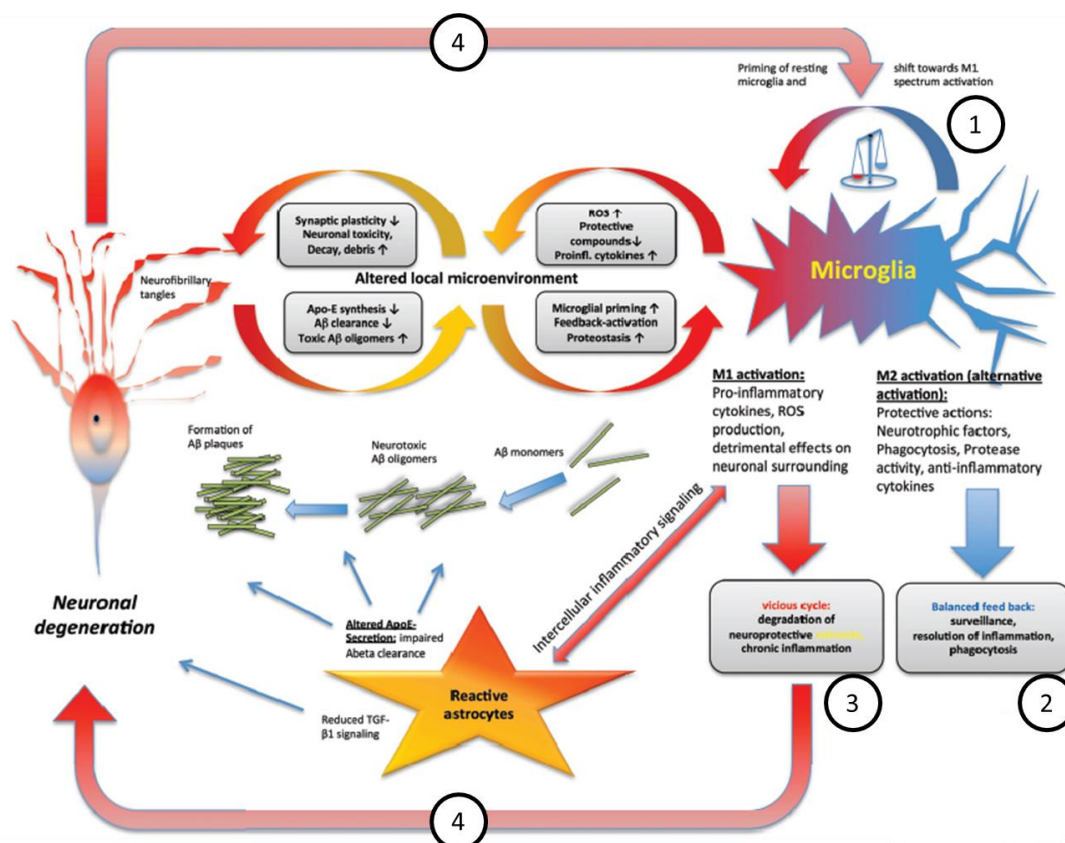 4
Priming of resting
microglia and
shift towards M1
spectrum activation
1
Synaptic plasticity ↓
Neuronal toxicity,
Decay, debris ↑
ROS ↑
Protective
compounds↓
Proinfl. cytokines ↑
Neurofibrillary
tangles
Altered local microenvironment
Microglia
Apo-E synthesis ↓
Aβ clearance ↓
Toxic Aβ oligomers ↑
Microglial priming ↑
Feedback-activation
Proteostasis ↑
M1 activation:
Pro-inflammatory
cytokines, ROS
production,
detrimental effects on
neuronal surrounding
M2 activation (alternative
activation):
Protective actions:
Neurotrophic factors,
Phagocytosis, Protease
activity, anti-inflammatory
cytokines
Formation of
Aβ plaques
Neurotoxic
Aβ oligomers
Aβ monomers
Intercellular inflammatory signaling
Neuronal
degeneration
Altered ApoE-
Secretion: impaired
Abeta clearance
Reactive
astrocytes
Reduced TGF-
β1 signaling
vicious cycle:
degradation of
neuroprotective
chronic inflammation
3
Balanced feed back:
surveillance,
resolution of inflammation,
phagocytosis
2
4